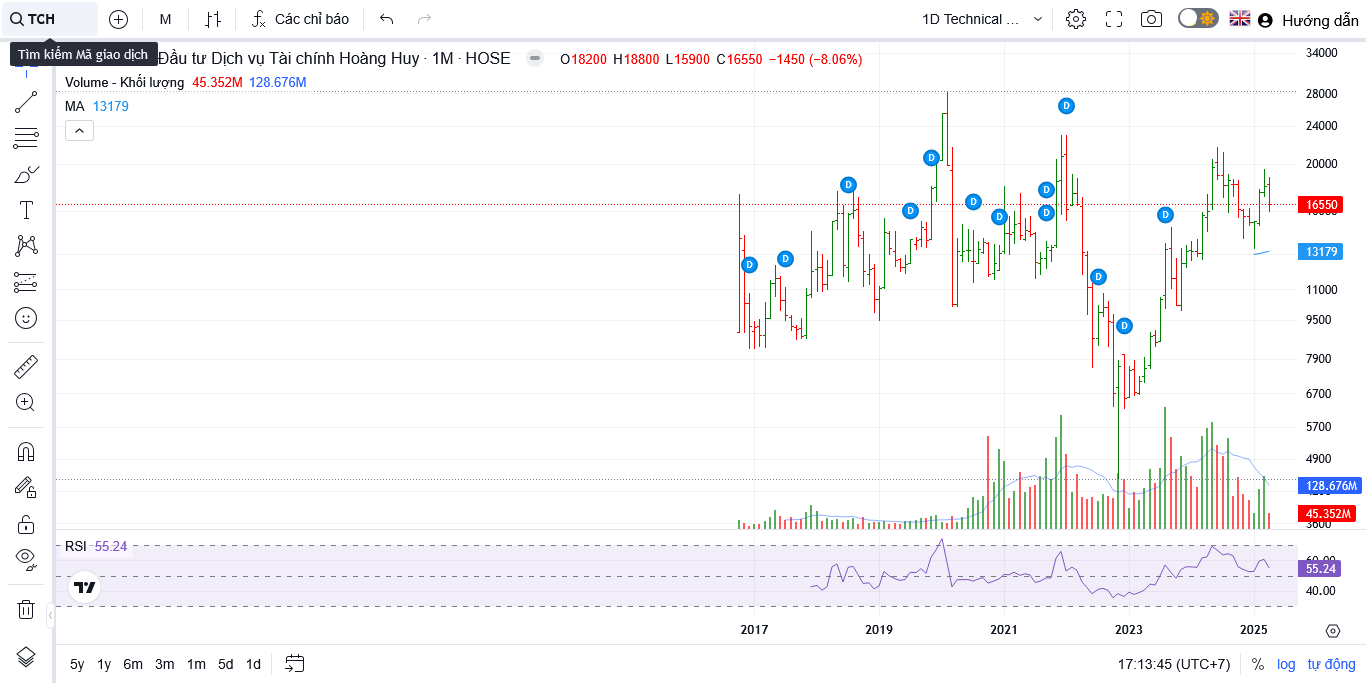 TCH M Các chỉ báo 1D Technical ... Hướng dẫn
Tìm kiếm Mã giao dịch
Đầu tư Dịch vụ Tài chính Hoàng Huy · 1M · HOSE O18200 H18800 L15900 C16550 −1450 (−8.06%)
Volume - Khối lượng 45.352M 128.676M
MA 13179
34000
28000
24000
20000
16550
13179
11000
9500
7900
6700
5700
4900
128.676M
45.352M
3600
D D D D D D D D D D D D D
RSI 55.24
60.00
55.24
40.00
2017 2019 2021 2023 2025
5y 1y 6m 3m 1m 5d 1d 17:13:45 (UTC+7) % log tự động